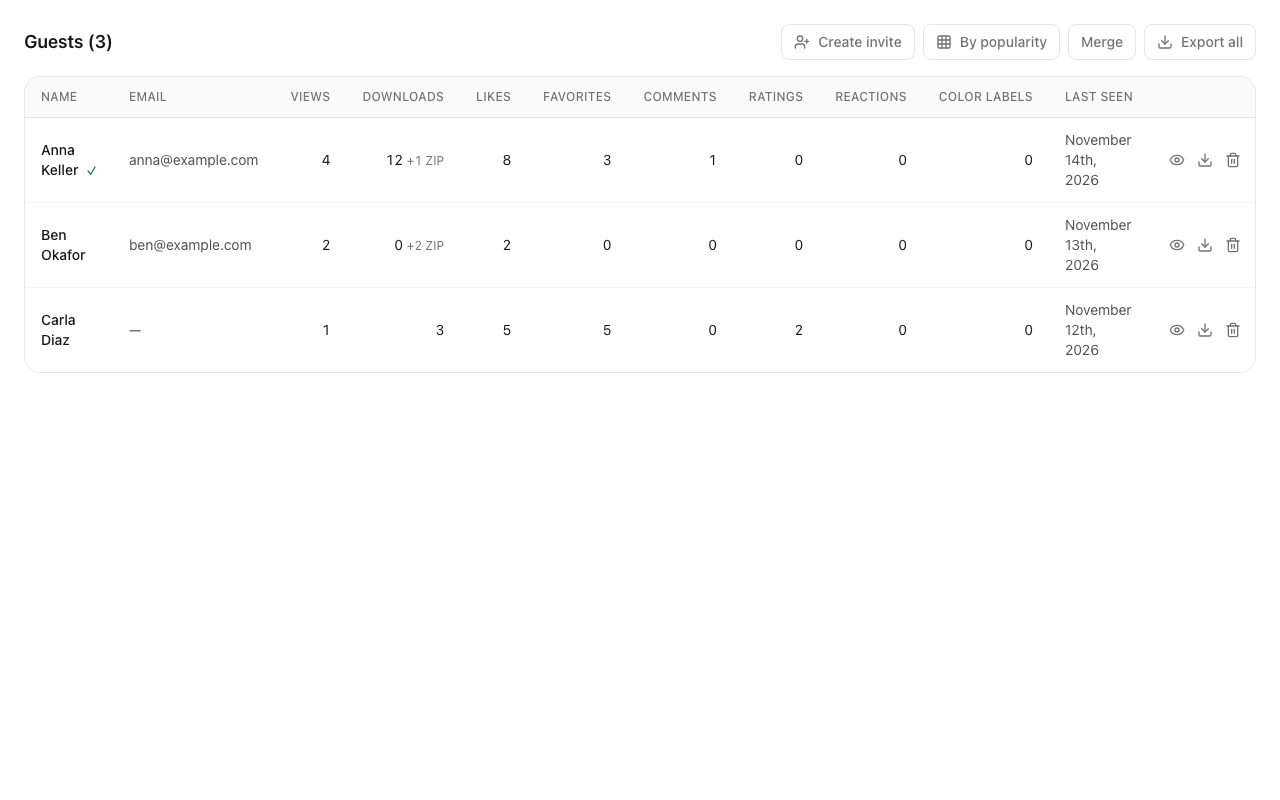 Guests (3)
Create invite
By popularity
Merge
Export all
NAME EMAIL VIEWS DOWNLOADS LIKES FAVORITES COMMENTS RATINGS REACTIONS COLOR LABELS LAST SEEN
Anna
Keller ✓
anna@example.com 4 12 +1 ZIP 8 3 1 0 0 0
November
14th,
2026
Ben
Okafor
ben@example.com 2 0 +2 ZIP 2 0 0 0 0 0
November
13th,
2026
Carla
Diaz
— 1 3 5 5 0 2 0 0
November
12th,
2026